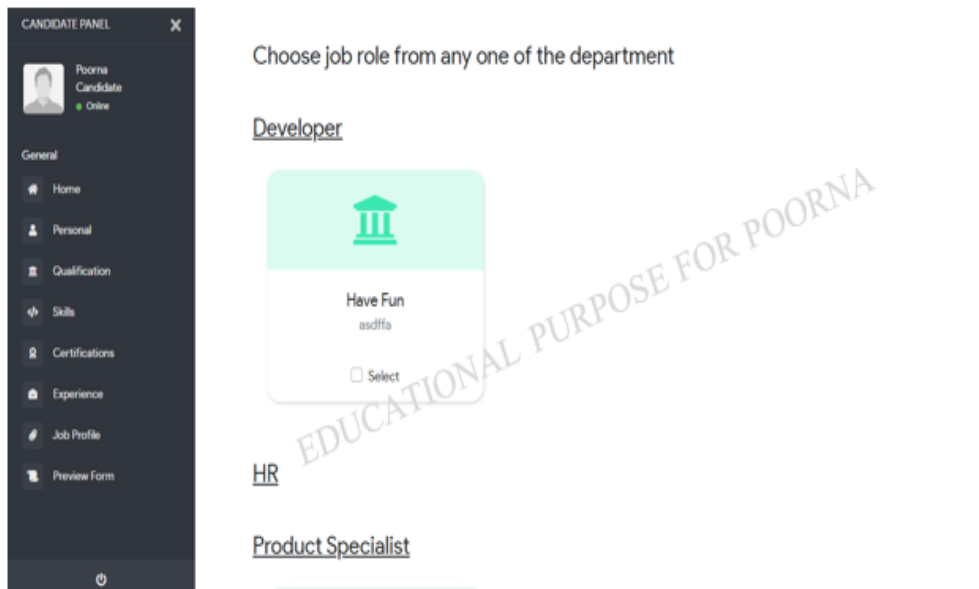 CANDIDATE PANEL
Poorna
Candidate
Online
General
Home
Personal
Qualification
Skills
Certifications
Experience
Job Profile
Preview Form
Choose job role from any one of the department
Developer
Have Fun
asdffa
Select
HR
Product Specialist
EDUCATIONAL PURPOSE FOR POORNA